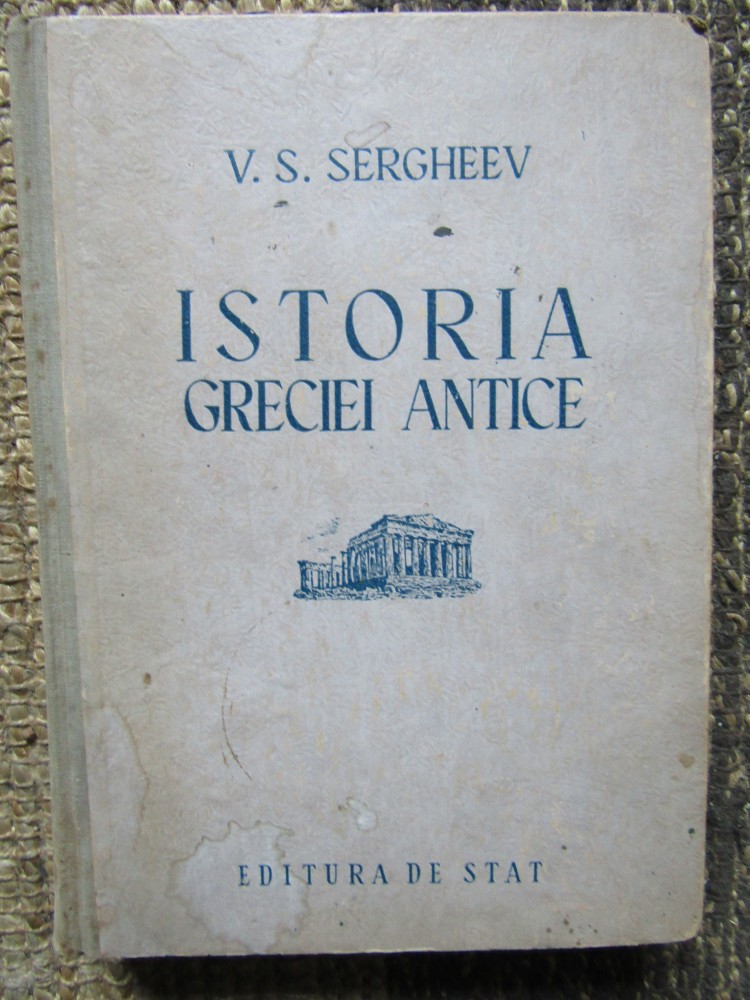 V. S. SERGHEEV
ISTORIA
GRECIEI ANTICE
EDITURA DE STAT